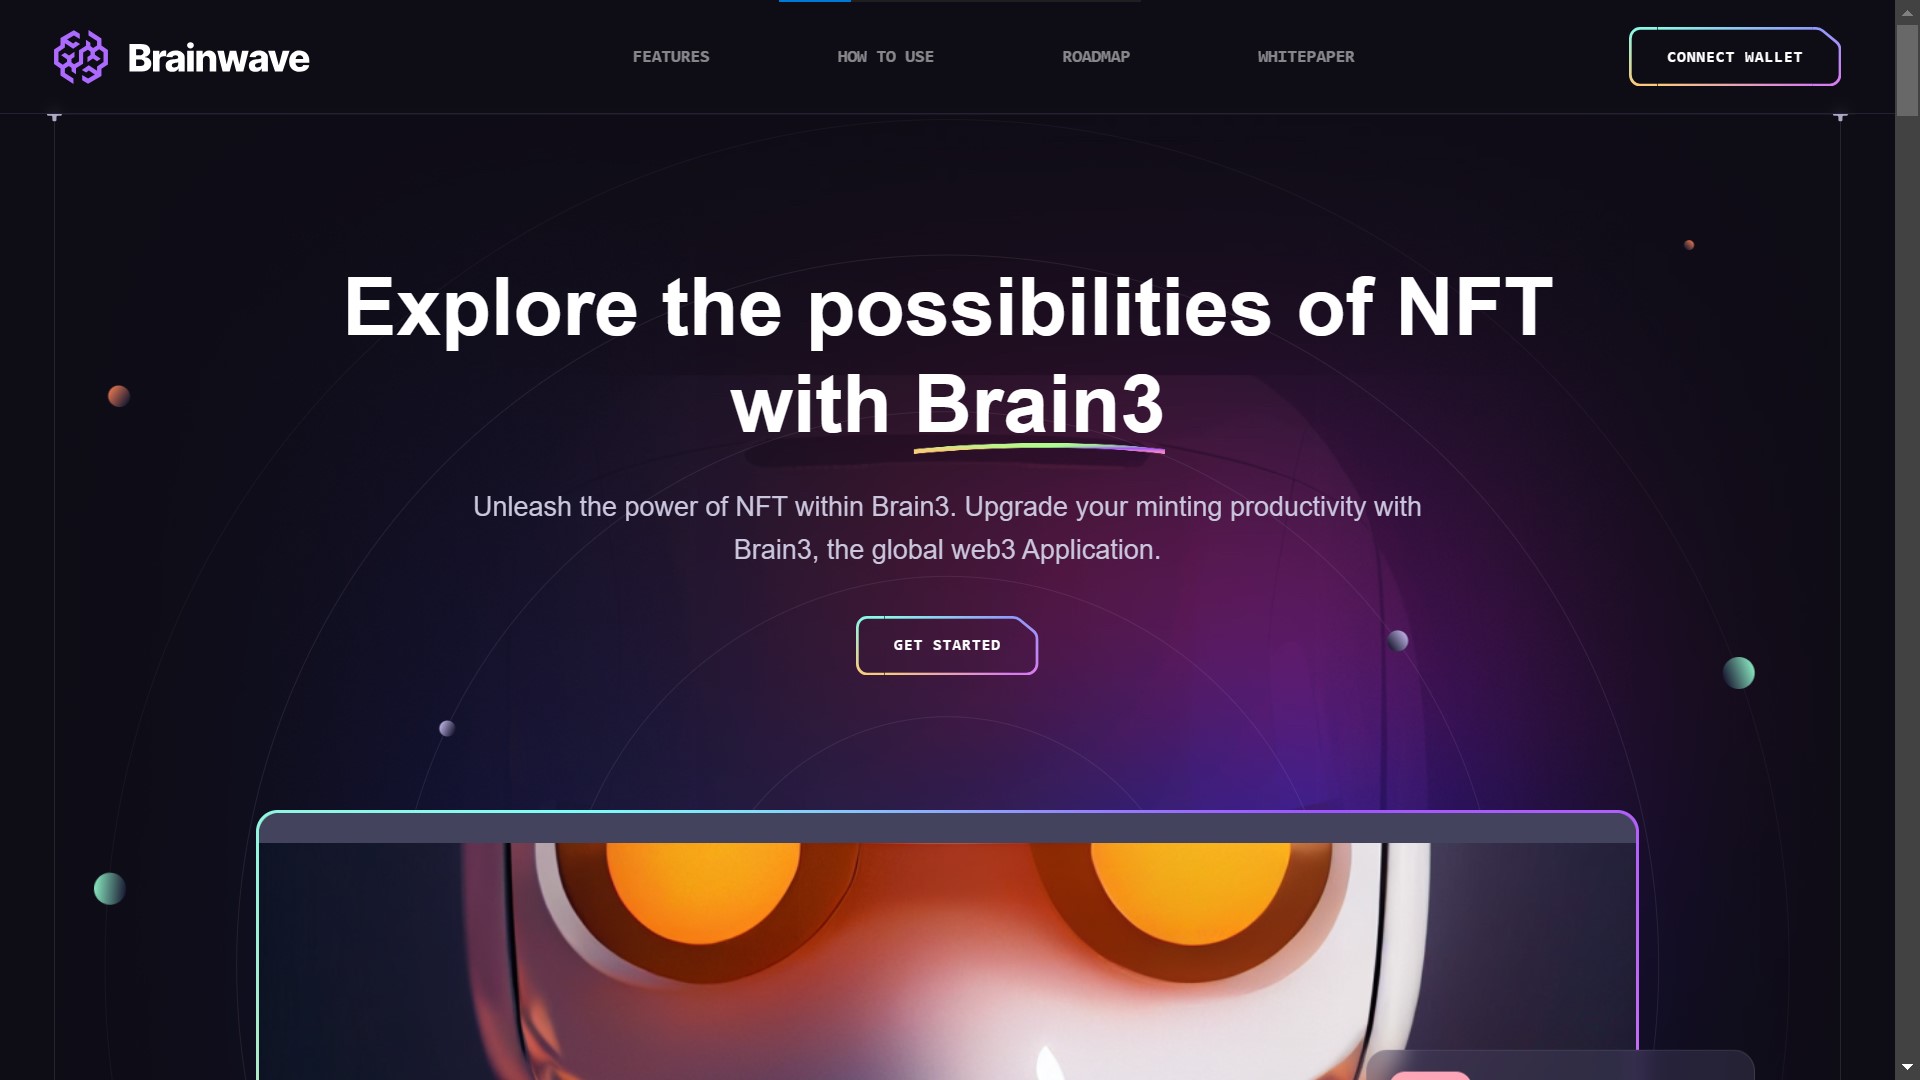 Brainwave
FEATURES
HOW TO USE
ROADMAP
WHITEPAPER
CONNECT WALLET
Explore the possibilities of NFT
with Brain3
Unleash the power of NFT within Brain3. Upgrade your minting productivity with
Brain3, the global web3 Application.
GET STARTED